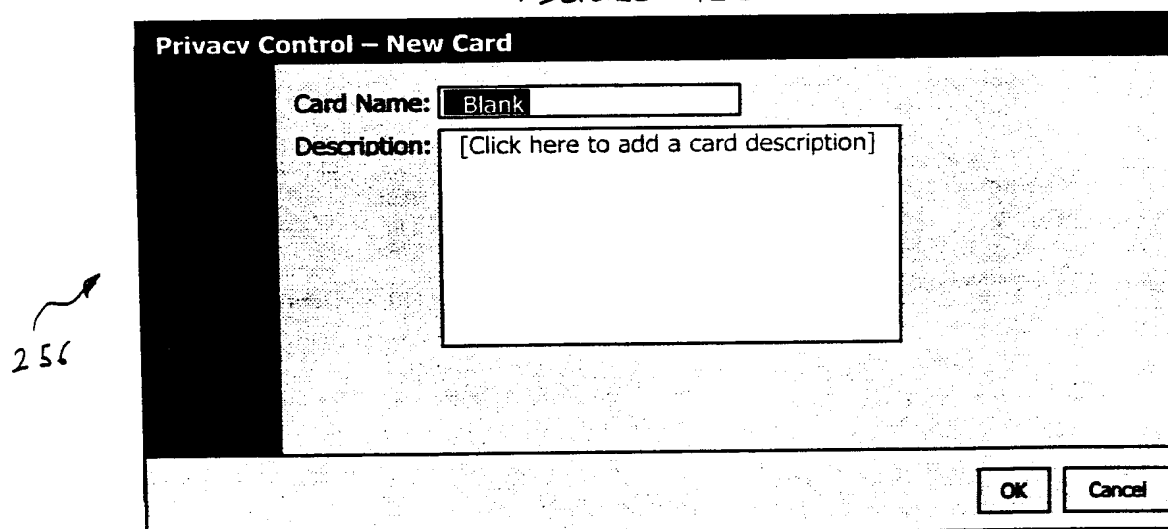 Privacy Control – New Card
Card Name: Blank
Description: [Click here to add a card description]
256
OK Cancel